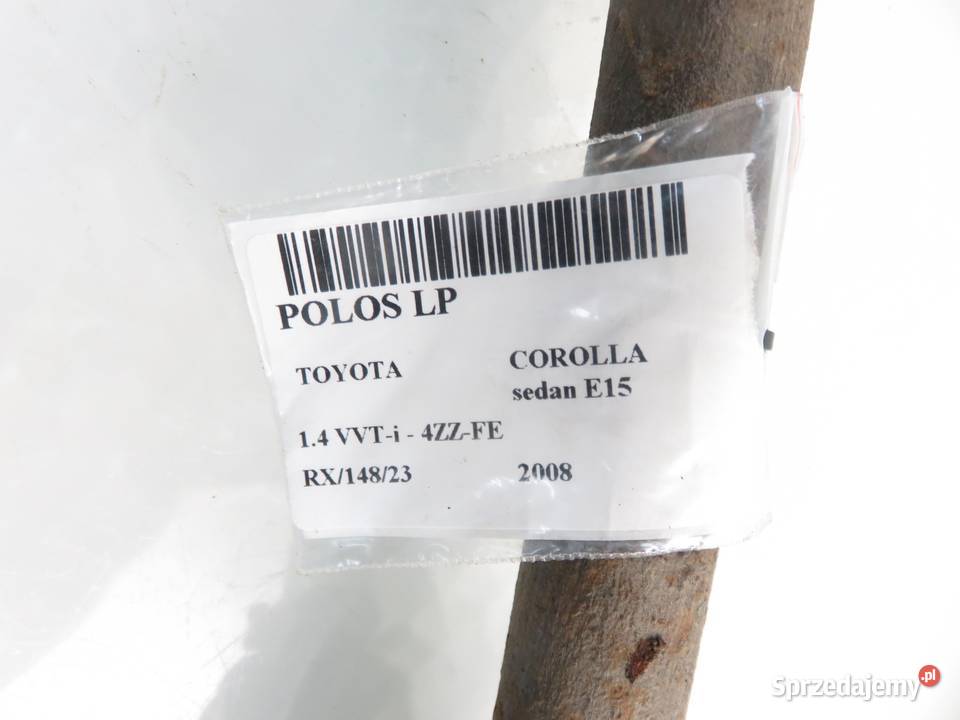 POLOS LP
TOYOTA COROLLA
sedan E15
1.4 VVT-i - 4ZZ-FE
RX/148/23 2008
Sprzedajemy.pl